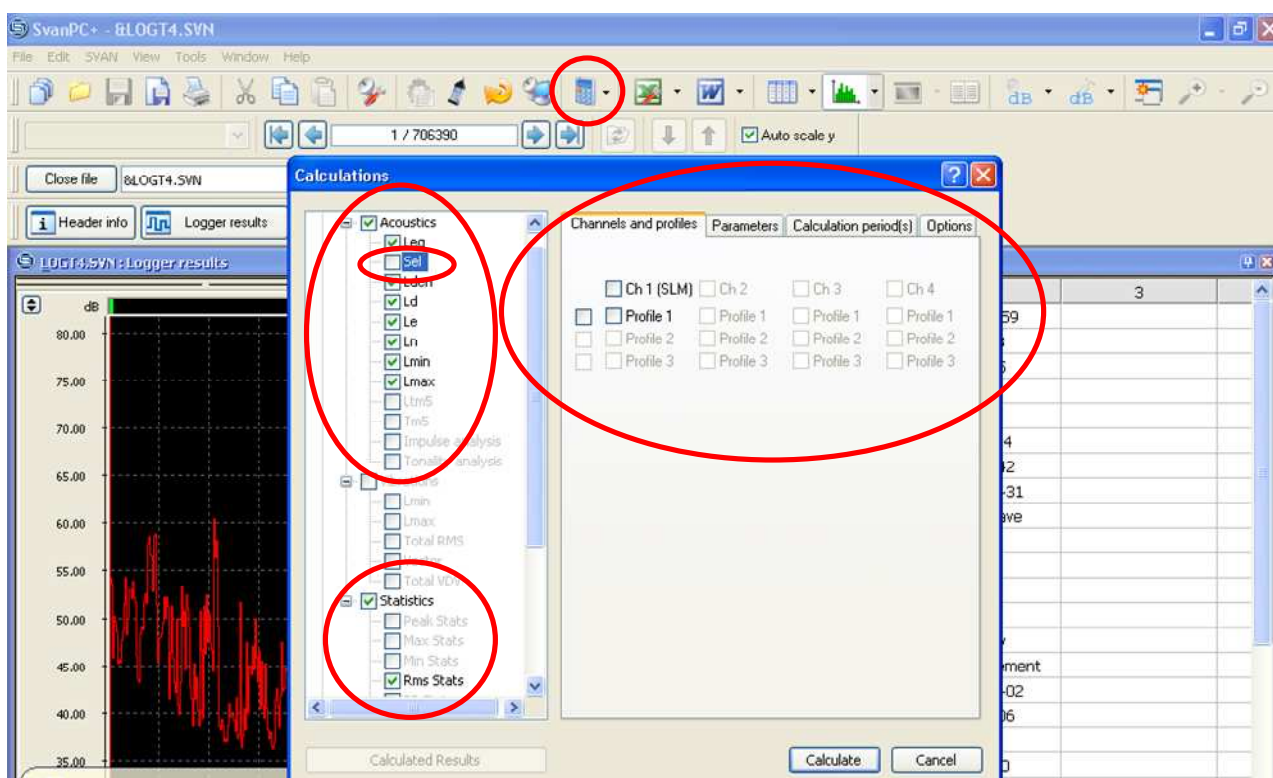 SvanPC+ - &LOGT4.SVN
File Edit SVAN View Tools Window Help
1 / 706390
Auto scale y
Close file &LOGT4.SVN
Header info Logger results
Calculations
Acoustics
Leq
Sel
Lden
Ld
Le
Ln
Lmin
Lmax
Ltm5
Tm5
Impulse analysis
Tonality analysis
Lmin
Lmax
Total RMS
Vector
Total VDV
Statistics
Peak Stats
Max Stats
Min Stats
Rms Stats
Calculated Results
Channels and profiles Parameters Calculation period[s] Options
Ch 1 (SLM) Ch 2 Ch 3 Ch 4
Profile 1 Profile 1 Profile 1 Profile 1
Profile 2 Profile 2 Profile 2 Profile 2
Profile 3 Profile 3 Profile 3 Profile 3
Calculate Cancel
LOGT4.SVN: Logger results
dB
80.00
75.00
70.00
65.00
60.00
55.00
50.00
45.00
40.00
35.00
3
59
4
42
-31
ave
ement
-02
06